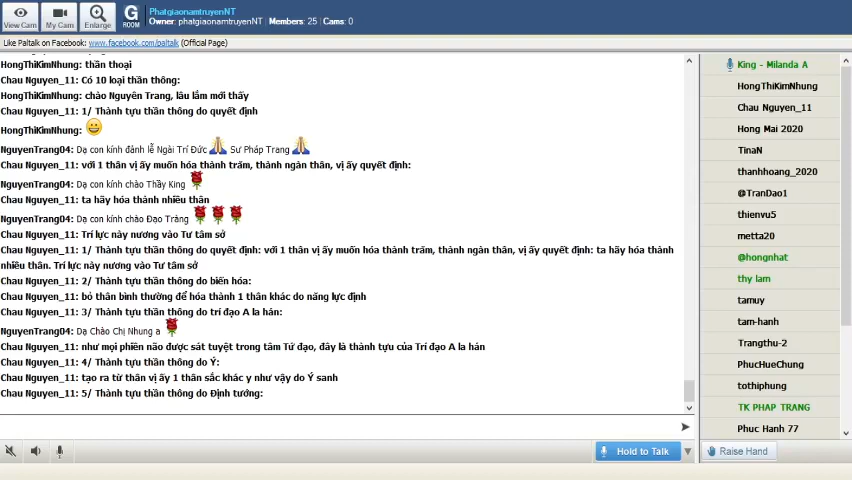 PhatgiaonamtruyenNT
Owner: phatgiaonamtruyenNT | Members: 25 | Cams: 0
View Cam
My Cam
Enlarge
G
ROOM
Like Paltalk on Facebook: www.facebook.com/paltalk (Official Page)
HongThiKimNhung: thần thoại
Chau Nguyen_11: Có 10 loại thần thông:
HongThiKimNhung: chào Nguyên Trang, lâu lắm mới thấy
Chau Nguyen_11: 1/ Thành tựu thần thông do quyết định
HongThiKimNhung:
NguyenTrang04: Dạ con kính đảnh lễ Ngài Trí Đức Sư Pháp Trang
Chau Nguyen_11: với 1 thân vị ấy muốn hóa thành trăm, thành ngàn thân, vị ấy quyết định:
NguyenTrang04: Dạ con kính chào Thầy King
Chau Nguyen_11: ta hãy hóa thành nhiều thân
NguyenTrang04: Dạ con kính chào Đạo Tràng
Chau Nguyen_11: Trí lực này nương vào Tư tâm sở
Chau Nguyen_11: 1/ Thành tựu thần thông do quyết định: với 1 thân vị ấy muốn hóa thành trăm, thành ngàn thân, vị ấy quyết định: ta hãy hóa thành
nhiều thân. Trí lực này nương vào Tư tâm sở
Chau Nguyen_11: 2/ Thành tựu thần thông do biến hóa:
Chau Nguyen_11: bỏ thân bình thường để hóa thành 1 thân khác do năng lực định
Chau Nguyen_11: 3/ Thành tựu thần thông do trí đạo A la hán:
NguyenTrang04: Dạ Chào Chị Nhung a
Chau Nguyen_11: như mọi phiền não được sát tuyệt trong tâm Tứ đạo, đây là thành tựu của Trí đạo A la hán
Chau Nguyen_11: 4/ Thành tựu thần thông do Ý:
Chau Nguyen_11: tạo ra từ thân vị ấy 1 thân sắc khác y như vậy do Ý sanh
Chau Nguyen_11: 5/ Thành tựu thần thông do Định tướng:
King - Milanda A
HongThiKimNhung
Chau Nguyen_11
Hong Mai 2020
TinaN
thanhhoang_2020
@TranDao1
thienvu5
metta20
@hongnhat
thy lam
tamuy
tam-hanh
Trangthu-2
PhucHueChung
tothiphung
TK PHAP TRANG
Phuc Hanh 77
Hold to Talk
Raise Hand